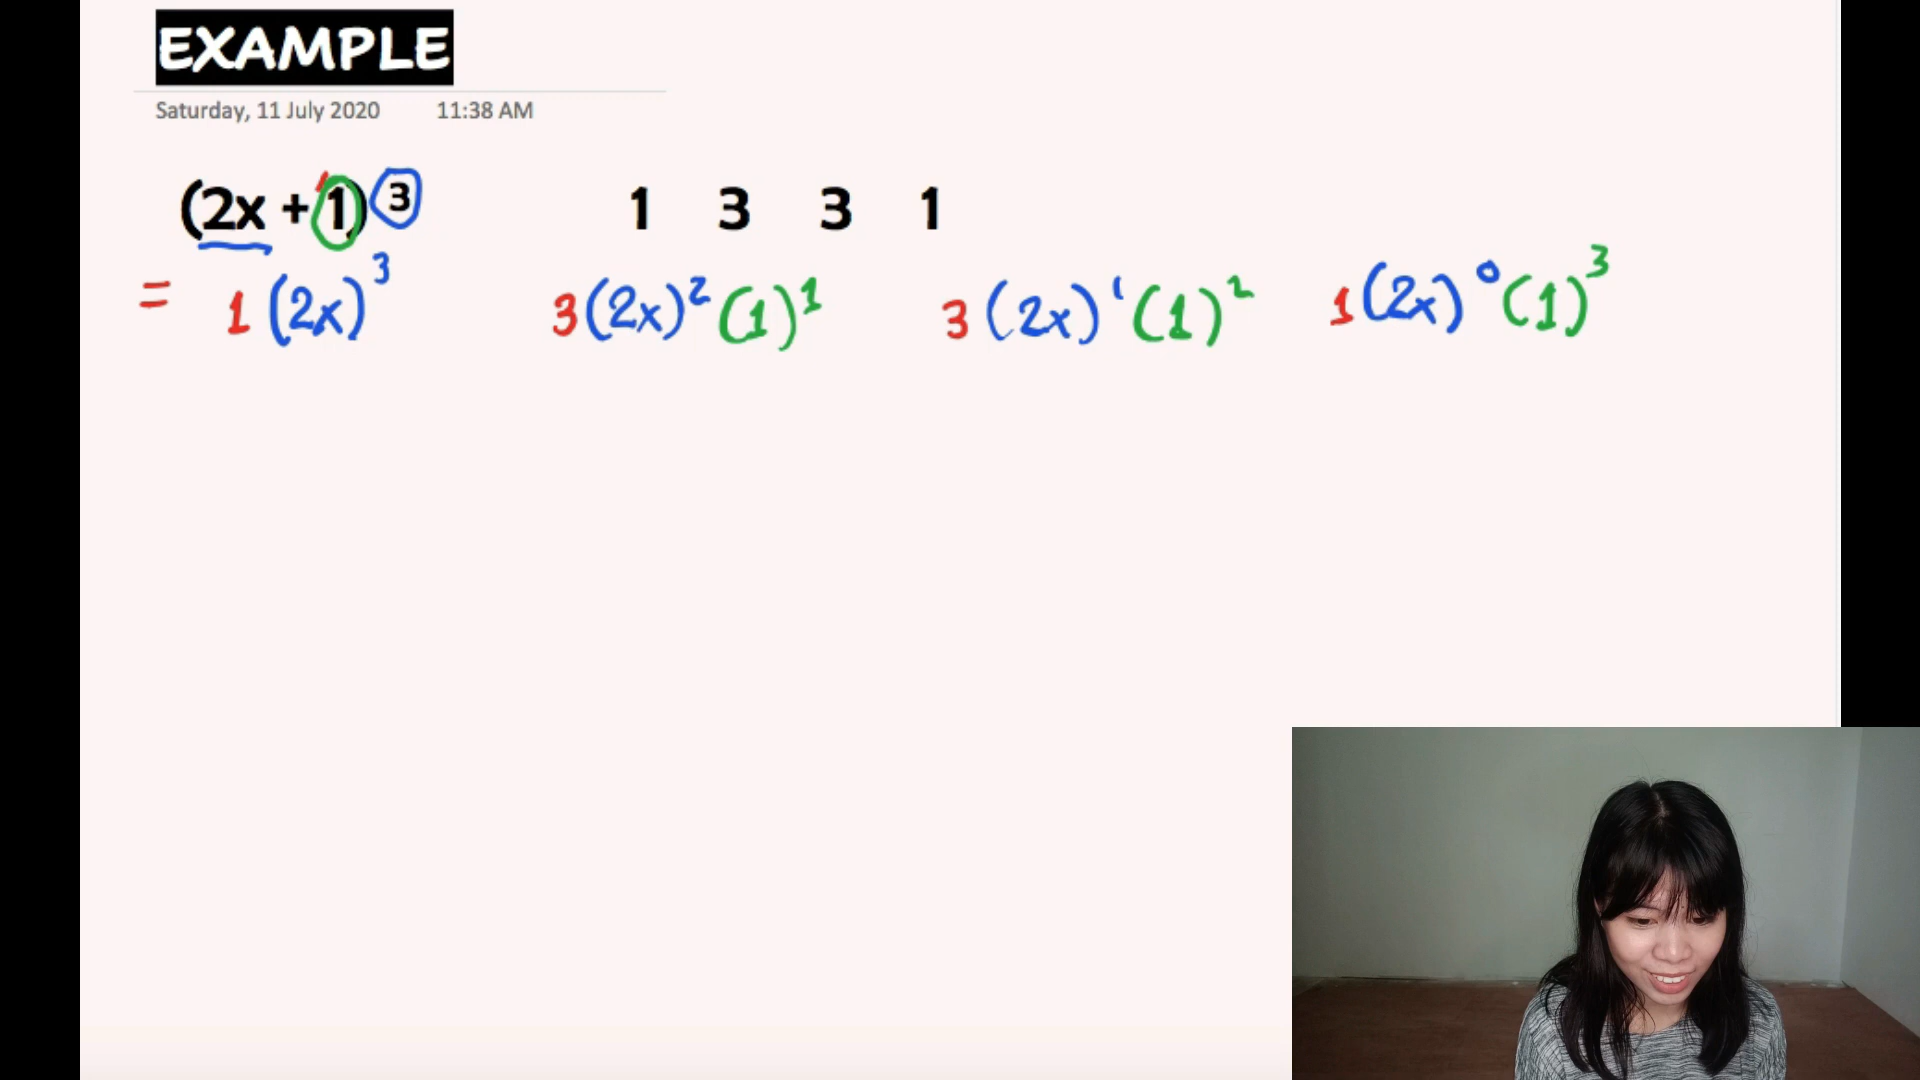 EXAMPLE
Saturday, 11 July 2020 11:38 AM
(2x + 1)³ 1 3 3 1
= 1 (2x)³ 3(2x)² (1)¹ 3 (2x)¹ (1)² 1(2x)⁰ (1)³